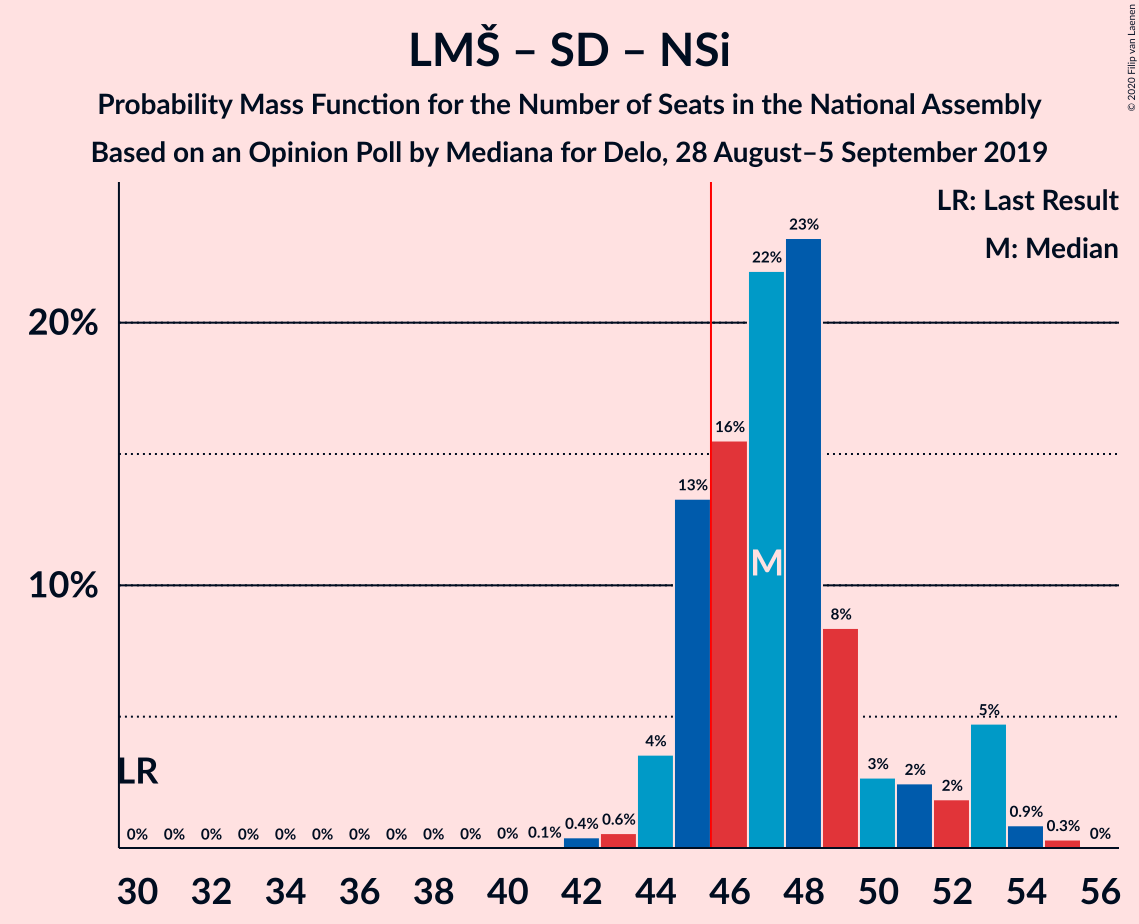 LMŠ – SD – NSi
Probability Mass Function for the Number of Seats in the National Assembly
Based on an Opinion Poll by Mediana for Delo, 28 August–5 September 2019
© 2020 Filip van Laenen
LR: Last Result
M: Median
20%
10%
LR
M
0% 0% 0% 0% 0% 0% 0% 0% 0% 0% 0% 0.1% 0.4% 0.6% 4% 13% 16% 22% 23% 8% 3% 2% 2% 5% 0.9% 0.3% 0%
30 32 34 36 38 40 42 44 46 48 50 52 54 56